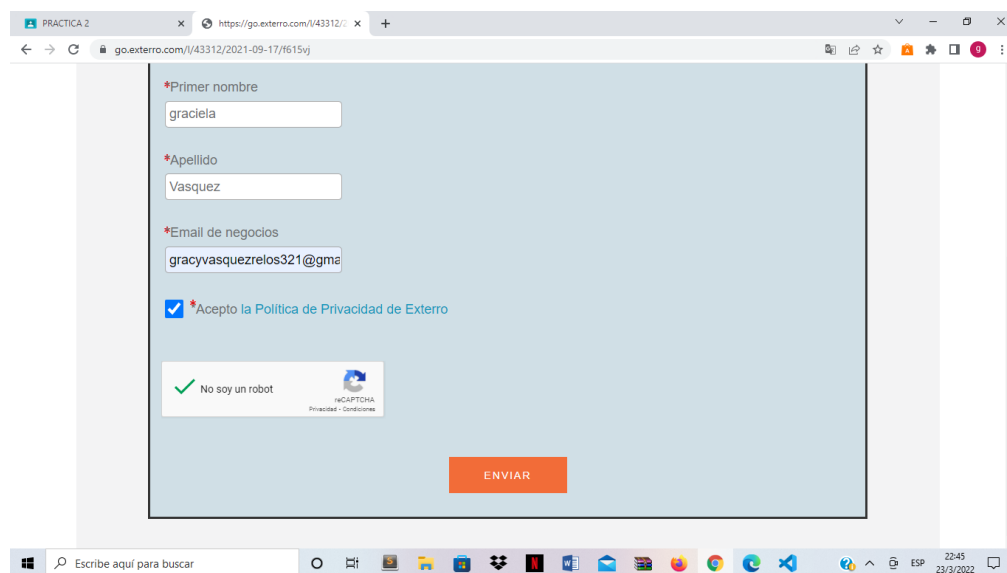 PRACTICA 2
https://go.exterro.com/l/43312/2
go.exterro.com/l/43312/2021-09-17/f615vj
g
*Primer nombre
graciela
*Apellido
Vasquez
*Email de negocios
gracyvasquezrelos321@gma
*Acepto la Política de Privacidad de Exterro
No soy un robot
reCAPTCHA
Privacidad - Condiciones
ENVIAR
Escribe aquí para buscar
ESP
22:45
23/3/2022